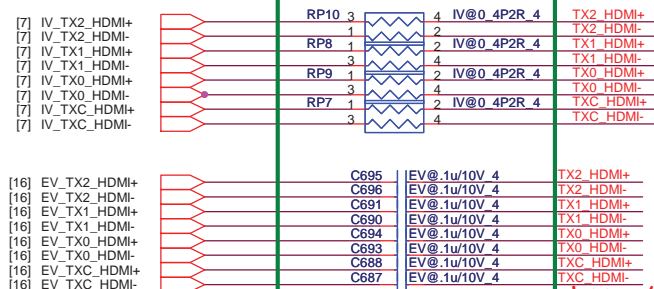 RP10 3 4 IV@0_4P2R_4 TX2_HDMI+
[7] IV_TX2_HDMI+ 1 2 TX2_HDMI-
[7] IV_TX2_HDMI- RP8 1 2 IV@0_4P2R_4 TX1_HDMI+
[7] IV_TX1_HDMI+ 3 4 TX1_HDMI-
[7] IV_TX1_HDMI- RP9 1 2 IV@0_4P2R_4 TX0_HDMI+
[7] IV_TX0_HDMI+ 3 4 TX0_HDMI-
[7] IV_TX0_HDMI- RP7 1 2 IV@0_4P2R_4 TXC_HDMI+
[7] IV_TXC_HDMI+ 3 4 TXC_HDMI-
[7] IV_TXC_HDMI-
[16] EV_TX2_HDMI+ C695 EV@.1u/10V_4 TX2_HDMI+
[16] EV_TX2_HDMI- C696 EV@.1u/10V_4 TX2_HDMI-
[16] EV_TX1_HDMI+ C691 EV@.1u/10V_4 TX1_HDMI+
[16] EV_TX1_HDMI- C690 EV@.1u/10V_4 TX1_HDMI-
[16] EV_TX0_HDMI+ C694 EV@.1u/10V_4 TX0_HDMI+
[16] EV_TX0_HDMI- C693 EV@.1u/10V_4 TX0_HDMI-
[16] EV_TXC_HDMI+ C688 EV@.1u/10V_4 TXC_HDMI+
[16] EV_TXC_HDMI- C687 EV@.1u/10V_4 TXC_HDMI-